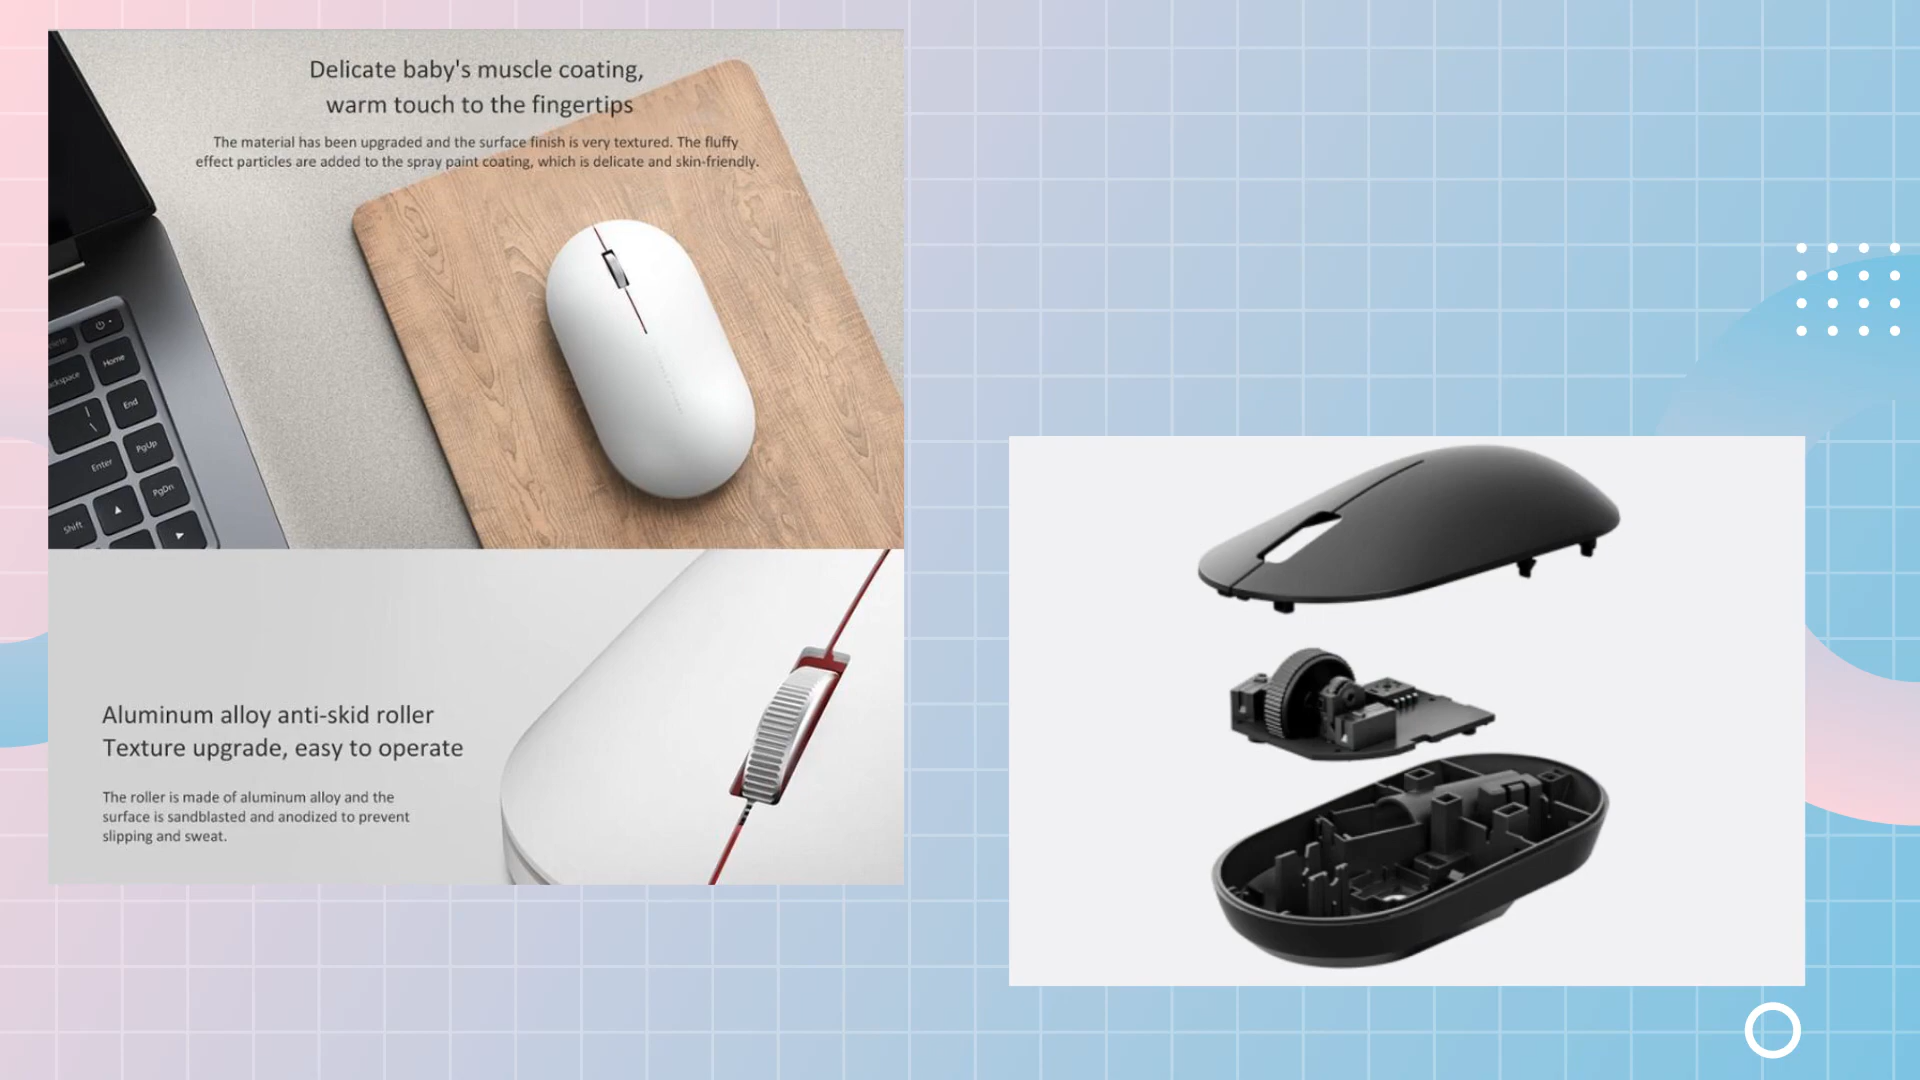 Delicate baby's muscle coating,
warm touch to the fingertips
The material has been upgraded and the surface finish is very textured. The fluffy
effect particles are added to the spray paint coating, which is delicate and skin-friendly.
Home
End
PgUp
Enter
PgDn
Shift
Aluminum alloy anti-skid roller
Texture upgrade, easy to operate
The roller is made of aluminum alloy and the
surface is sandblasted and anodized to prevent
slipping and sweat.